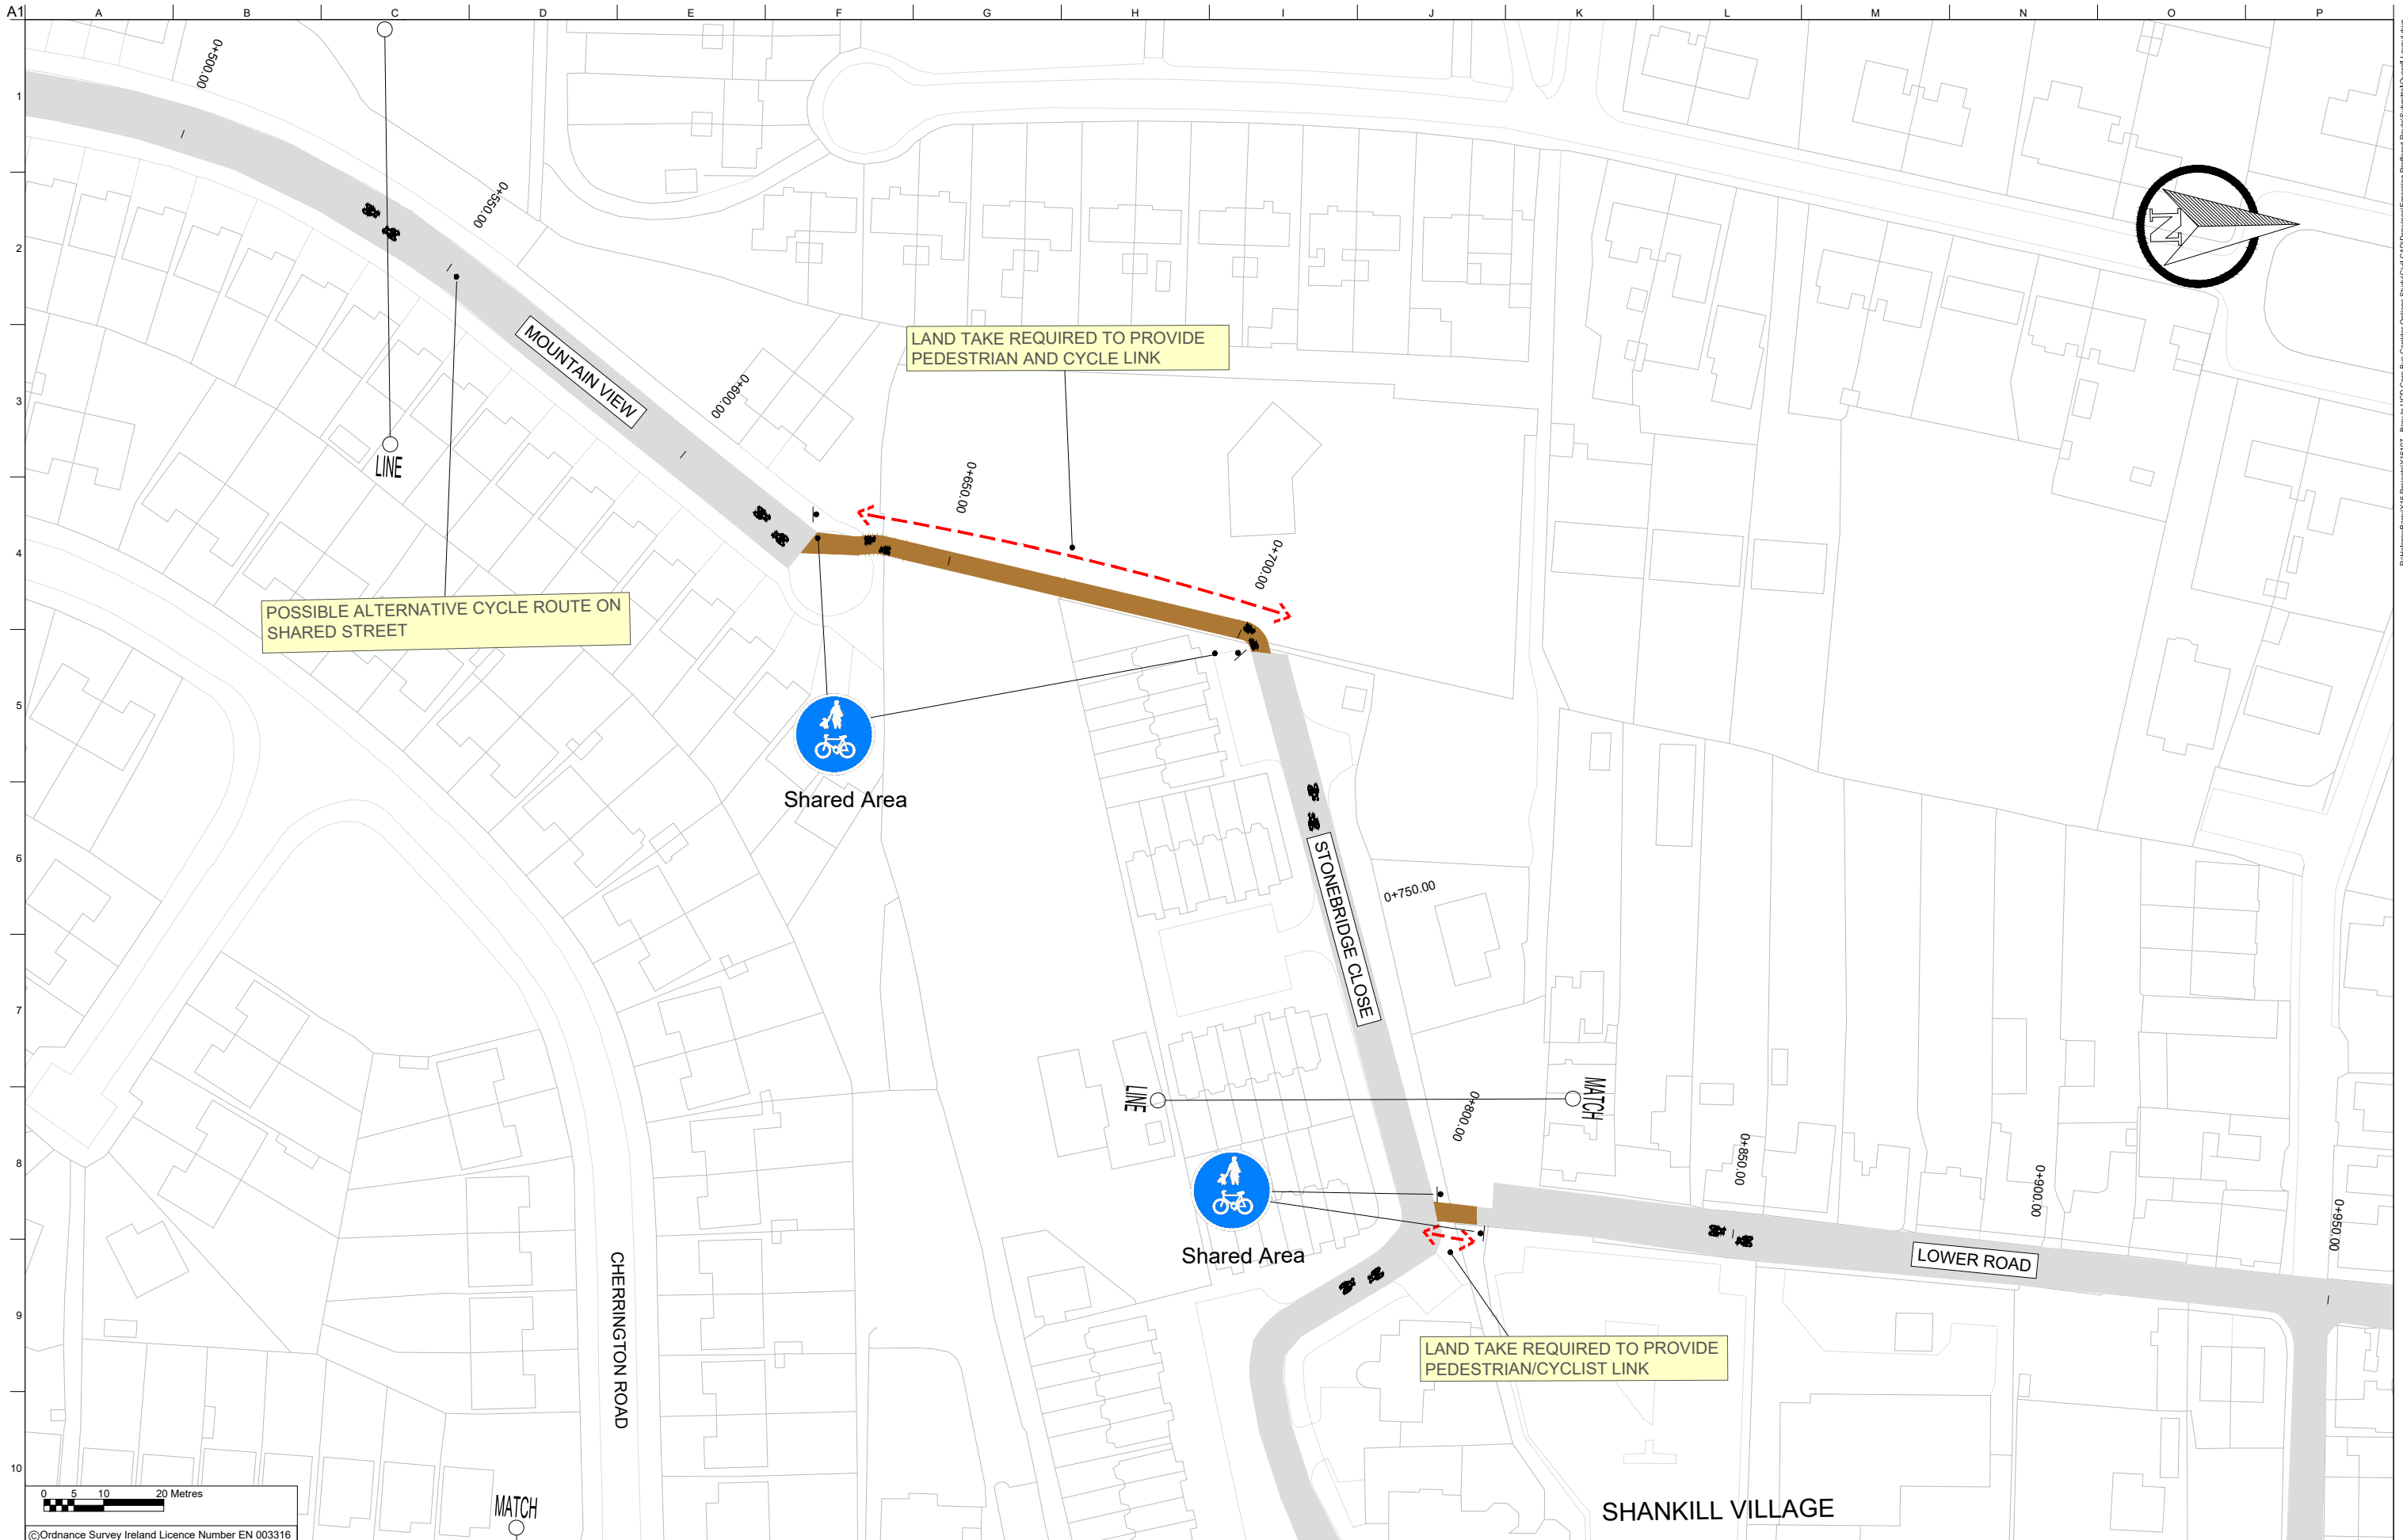 A1
A B C D E F G H I J K L M N O P
1
2
3
4
5
6
7
8
9
10
0+500.00
0+550.00
0+600.00
0+650.00
0+700.00
0+750.00
0+800.00
0+850.00
0+900.00
0+950.00
N
MOUNTAIN VIEW
LAND TAKE REQUIRED TO PROVIDE
PEDESTRIAN AND CYCLE LINK
LINE
POSSIBLE ALTERNATIVE CYCLE ROUTE ON
SHARED STREET
Shared Area
STONEBRIDGE CLOSE
LINE
MATCH
Shared Area
LOWER ROAD
LAND TAKE REQUIRED TO PROVIDE
PEDESTRIAN/CYCLIST LINK
CHERRINGTON ROAD
SHANKILL VILLAGE
MATCH
0 5 10 20 Metres
©Ordnance Survey Ireland Licence Number EN 003316